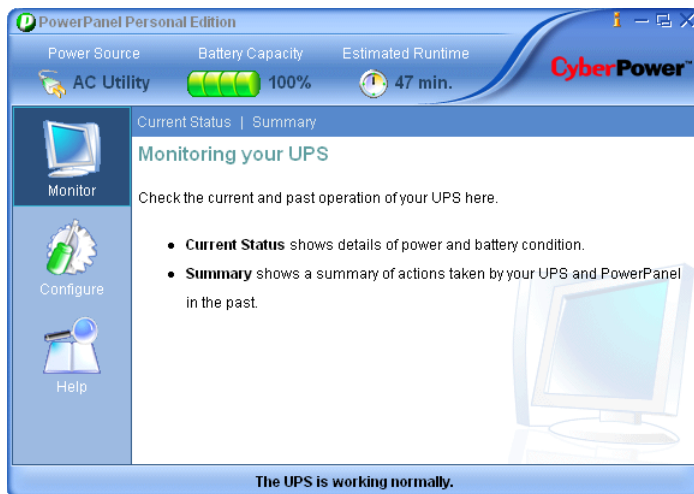 PowerPanel Personal Edition
Power Source Battery Capacity Estimated Runtime
AC Utility 100% 47 min.
CyberPower™
Current Status | Summary
Monitoring your UPS
Monitor
Check the current and past operation of your UPS here.
• Current Status shows details of power and battery condition.
• Summary shows a summary of actions taken by your UPS and PowerPanel
in the past.
Configure
Help
The UPS is working normally.